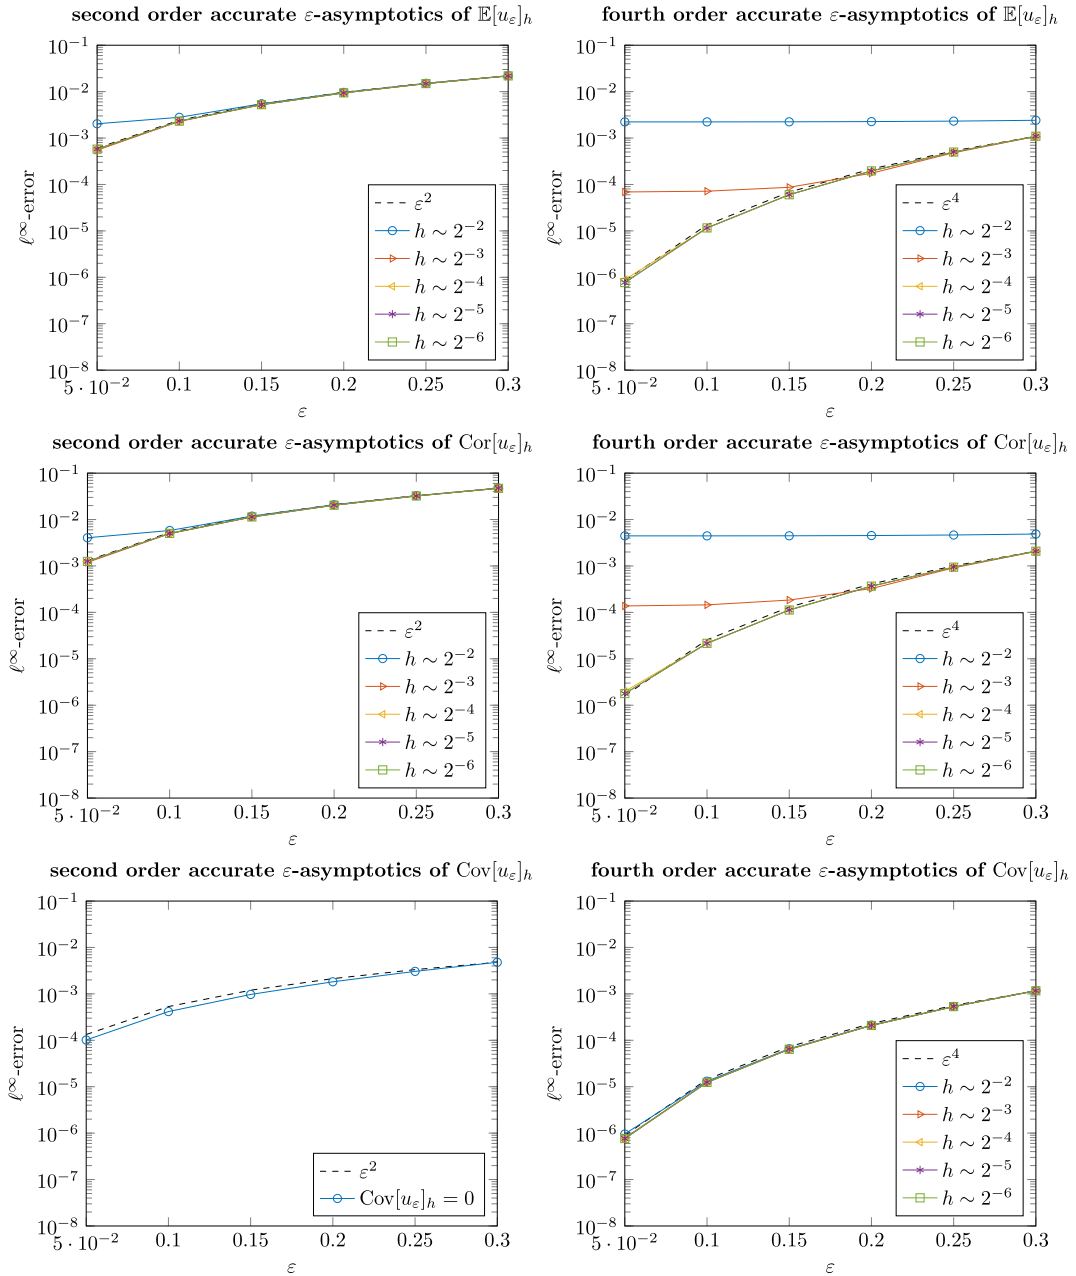 second order accurate ε-asymptotics of 𝔼[u_ε]_h
10^−1
10^−2
10^−3
10^−4
10^−5
10^−6
10^−7
10^−8
ℓ^∞-error
ε^2
h ∼ 2^−2
h ∼ 2^−3
h ∼ 2^−4
h ∼ 2^−5
h ∼ 2^−6
5 · 10^−2 0.1 0.15 0.2 0.25 0.3
ε
fourth order accurate ε-asymptotics of 𝔼[u_ε]_h
10^−1
10^−2
10^−3
10^−4
10^−5
10^−6
10^−7
10^−8
ℓ^∞-error
ε^4
h ∼ 2^−2
h ∼ 2^−3
h ∼ 2^−4
h ∼ 2^−5
h ∼ 2^−6
5 · 10^−2 0.1 0.15 0.2 0.25 0.3
ε
second order accurate ε-asymptotics of Cor[u_ε]_h
10^−1
10^−2
10^−3
10^−4
10^−5
10^−6
10^−7
10^−8
ℓ^∞-error
ε^2
h ∼ 2^−2
h ∼ 2^−3
h ∼ 2^−4
h ∼ 2^−5
h ∼ 2^−6
5 · 10^−2 0.1 0.15 0.2 0.25 0.3
ε
fourth order accurate ε-asymptotics of Cor[u_ε]_h
10^−1
10^−2
10^−3
10^−4
10^−5
10^−6
10^−7
10^−8
ℓ^∞-error
ε^4
h ∼ 2^−2
h ∼ 2^−3
h ∼ 2^−4
h ∼ 2^−5
h ∼ 2^−6
5 · 10^−2 0.1 0.15 0.2 0.25 0.3
ε
second order accurate ε-asymptotics of Cov[u_ε]_h
10^−1
10^−2
10^−3
10^−4
10^−5
10^−6
10^−7
10^−8
ℓ^∞-error
ε^2
Cov[u_ε]_h = 0
5 · 10^−2 0.1 0.15 0.2 0.25 0.3
ε
fourth order accurate ε-asymptotics of Cov[u_ε]_h
10^−1
10^−2
10^−3
10^−4
10^−5
10^−6
10^−7
10^−8
ℓ^∞-error
ε^4
h ∼ 2^−2
h ∼ 2^−3
h ∼ 2^−4
h ∼ 2^−5
h ∼ 2^−6
5 · 10^−2 0.1 0.15 0.2 0.25 0.3
ε